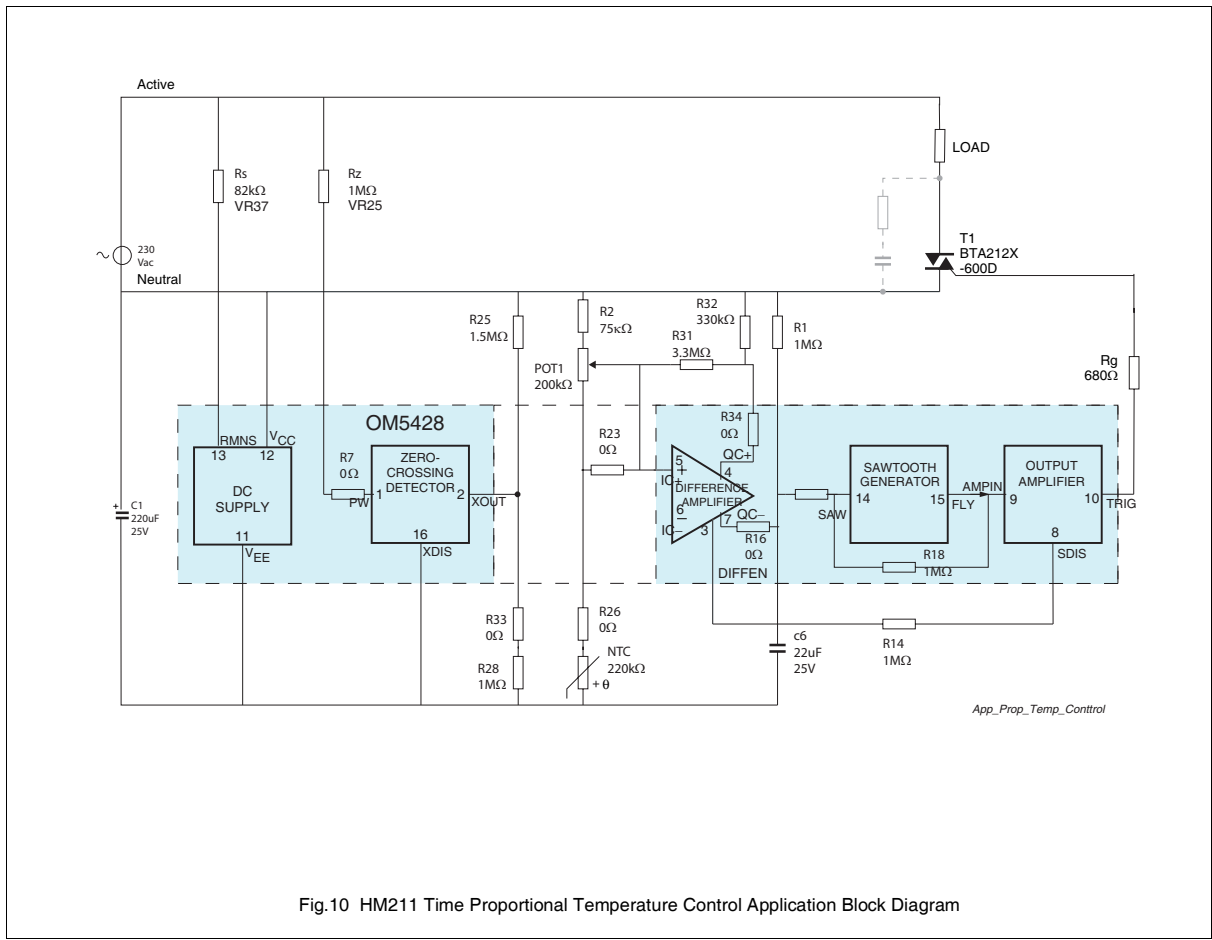 Active
LOAD
Rs
82kΩ
VR37
Rz
1MΩ
VR25
~
230
Vac
T1
BTA212X
-600D
Neutral
R25
1.5MΩ
R2
75κΩ
R32
330kΩ
R31
3.3MΩ
R1
1MΩ
POT1
200kΩ
Rg
680Ω
OM5428
RMNS
VCC
13
12
DC
SUPPLY
11
VEE
R7
0Ω
PW
1
ZERO-
CROSSING
DETECTOR
2
XOUT
16
XDIS
R23
0Ω
R34
0Ω
QC+
4
5
+
IC+
DIFFERENCE
AMPLIFIER
6
−
IC−
3
7
QC−
R16
0Ω
DIFFEN
SAW
SAWTOOTH
GENERATOR
14
15
AMPIN
FLY
R18
1MΩ
OUTPUT
AMPLIFIER
9
10
TRIG
8
SDIS
+
C1
220uF
25V
R33
0Ω
R28
1MΩ
R26
0Ω
NTC
220kΩ
+ θ
c6
22uF
25V
R14
1MΩ
App_Prop_Temp_Conttrol
Fig.10 HM211 Time Proportional Temperature Control Application Block Diagram